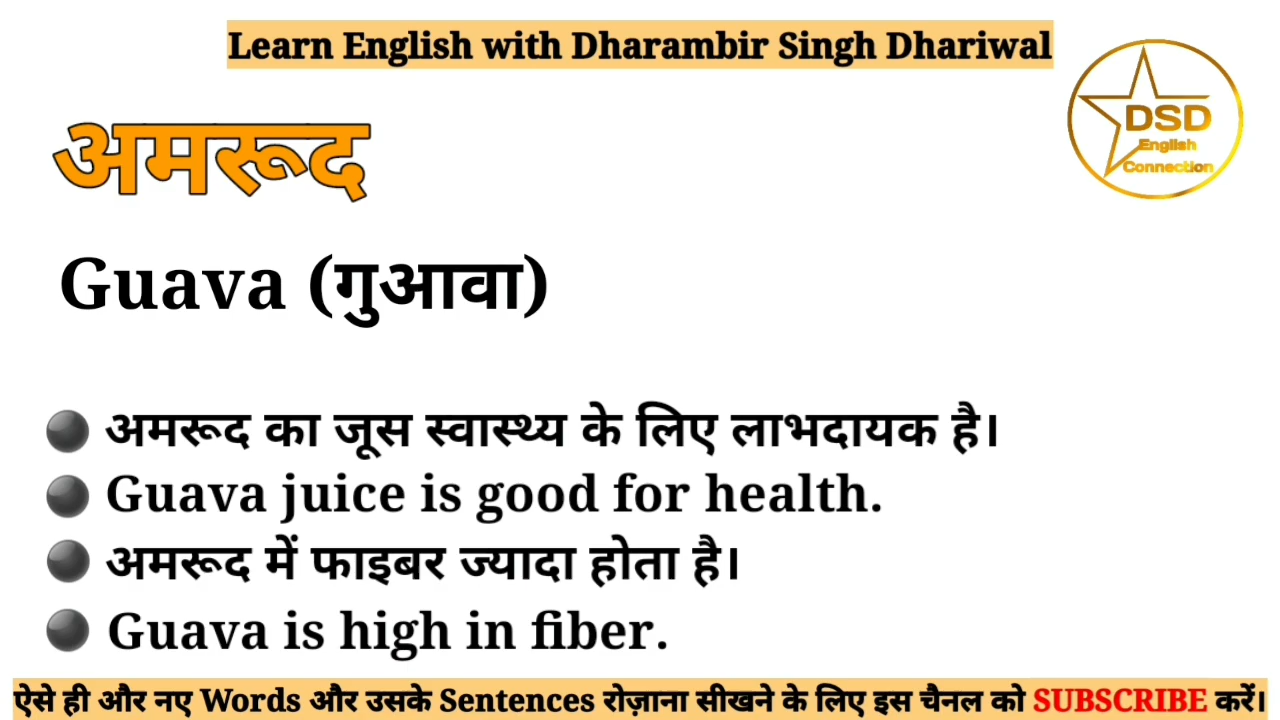 Learn English with Dharambir Singh Dhariwal
DSD
English
Connection
अमरूद
Guava (गुआवा)
अमरूद का जूस स्वास्थ्य के लिए लाभदायक है।
Guava juice is good for health.
अमरूद में फाइबर ज्यादा होता है।
Guava is high in fiber.
ऐसे ही और नए Words और उसके Sentences रोज़ाना सीखने के लिए इस चैनल को SUBSCRIBE करें।